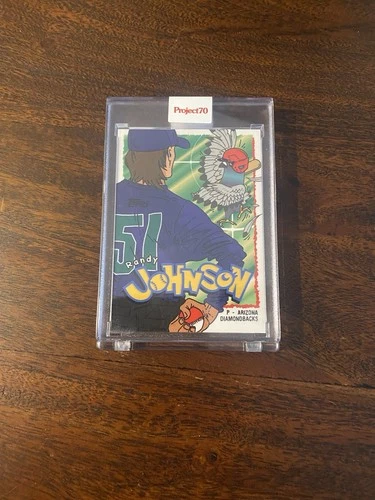 Project70
51
Randy
JOHNSON
P - ARIZONA
DIAMONDBACKS